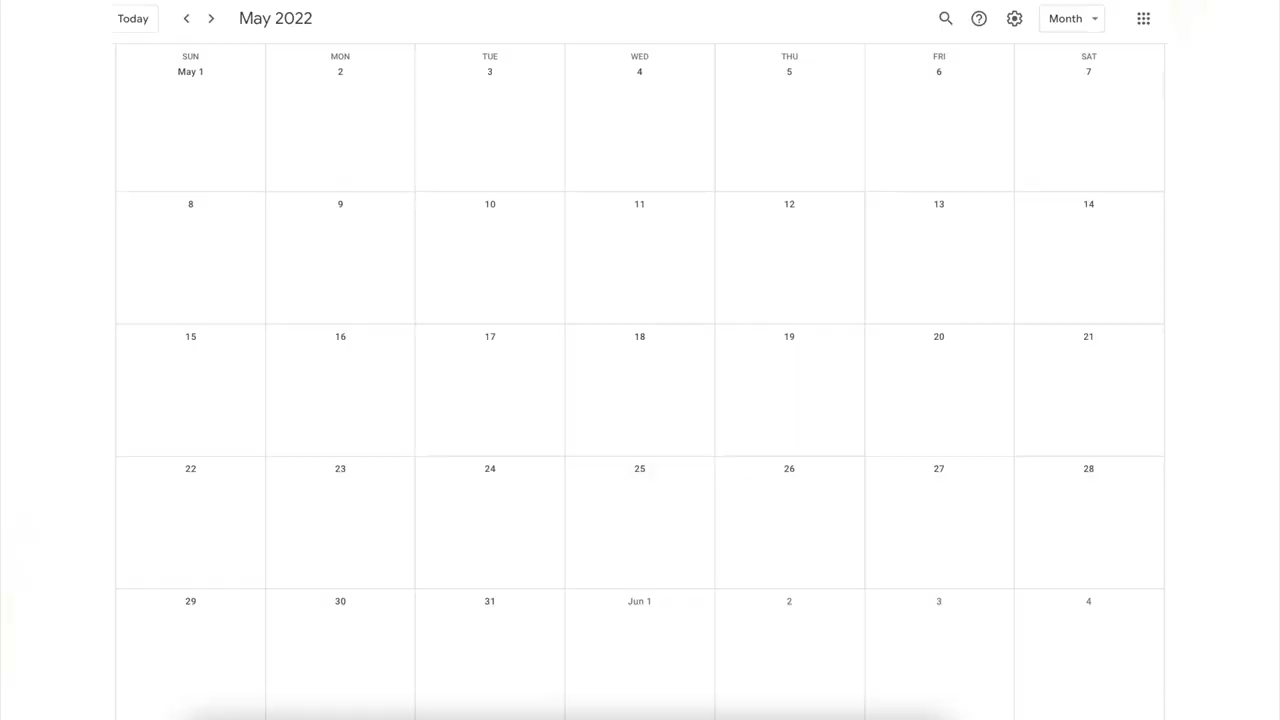 Today May 2022 Month
SUN MON TUE WED THU FRI SAT
May 1 2 3 4 5 6 7
8 9 10 11 12 13 14
15 16 17 18 19 20 21
22 23 24 25 26 27 28
29 30 31 Jun 1 2 3 4